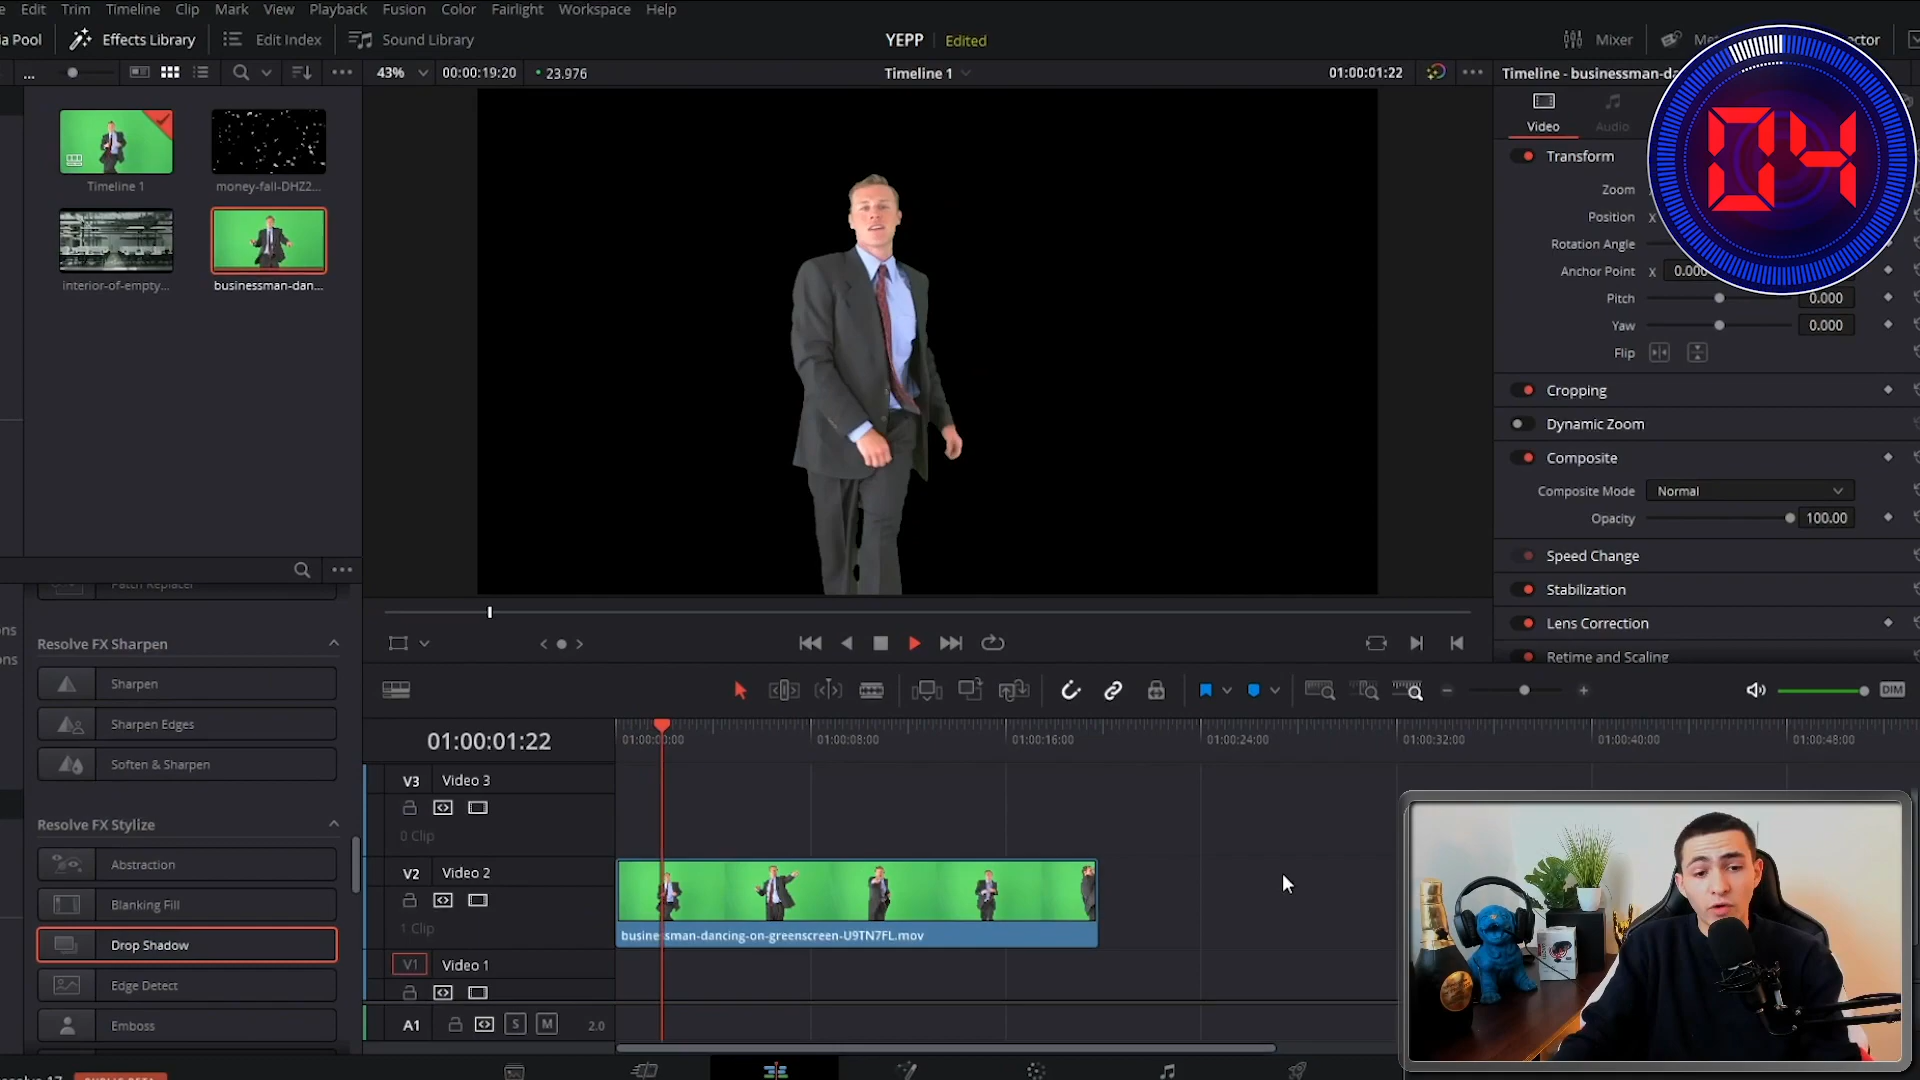 Edit Trim Timeline Clip Mark View Playback Fusion Color Fairlight Workspace Help
a Pool Effects Library Edit Index Sound Library YEPP Edited Mixer
... 43% 00:00:19:20 23.976 Timeline 1 01:00:01:22 ... Timeline - businessman-da
04
Video Audio
Timeline 1 money-fall-DHZ2...
interior-of-empty... businessman-dan...
Transform
Zoom
Position X
Rotation Angle
Anchor Point X 0.000
Pitch 0.000
Yaw 0.000
Flip
Cropping
Dynamic Zoom
Composite
Composite Mode Normal
Opacity 100.00
Speed Change
Stabilization
Lens Correction
Retime and Scaling
Patch Replacer
Resolve FX Sharpen
Sharpen
Sharpen Edges
Soften & Sharpen
Resolve FX Stylize
Abstraction
Blanking Fill
Drop Shadow
Edge Detect
Emboss
DIM
01:00:01:22 01:00:00:00 01:00:08:00 01:00:16:00 01:00:24:00 01:00:32:00 01:00:40:00 01:00:48:00
V3 Video 3
0 Clip
V2 Video 2
1 Clip
businessman-dancing-on-greenscreen-U9TN7FL.mov
V1 Video 1
A1 S M 2.0